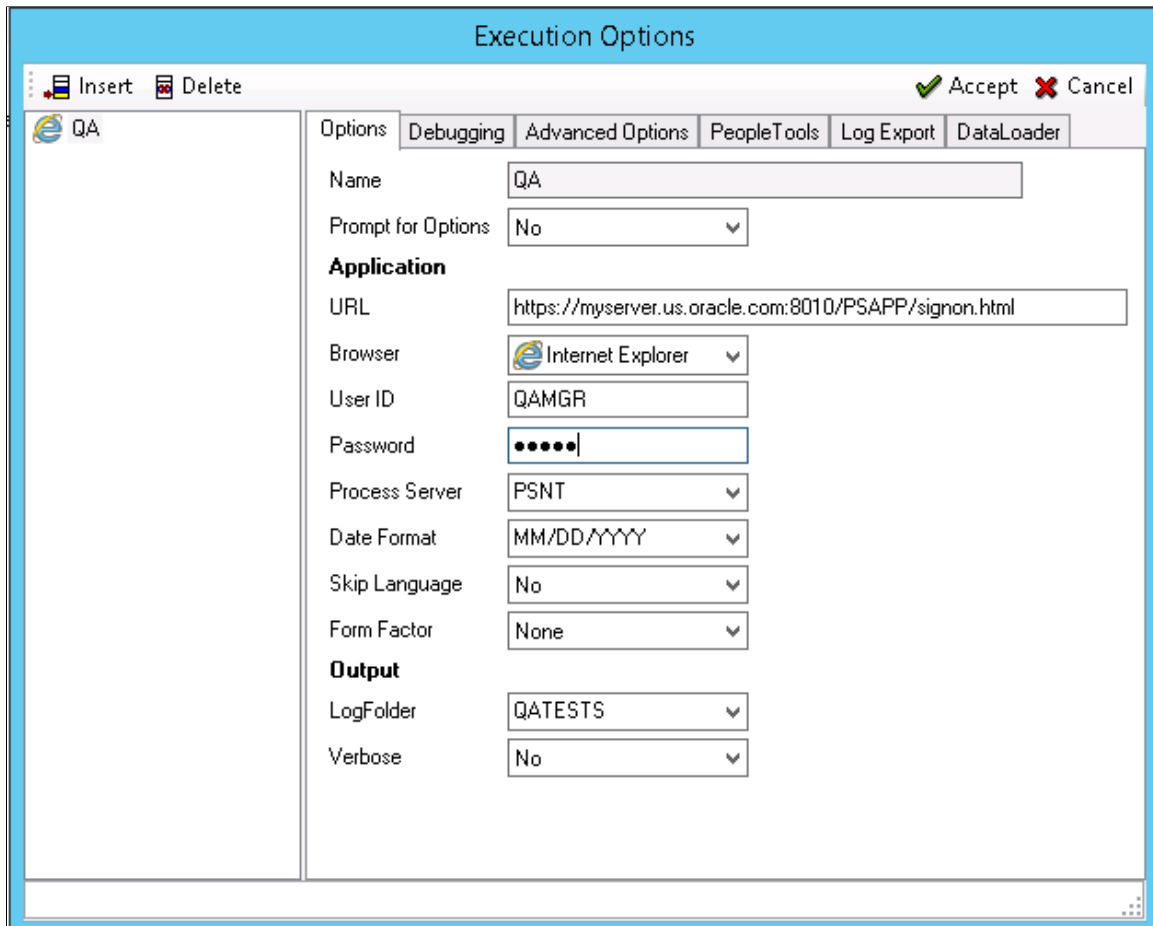 Execution Options
Insert Delete Accept Cancel
QA
Options Debugging Advanced Options PeopleTools Log Export DataLoader
Name QA
Prompt for Options No
Application
URL https://myserver.us.oracle.com:8010/PSAPP/signon.html
Browser Internet Explorer
User ID QAMGR
Password •••••
Process Server PSNT
Date Format MM/DD/YYYY
Skip Language No
Form Factor None
Output
LogFolder QATESTS
Verbose No